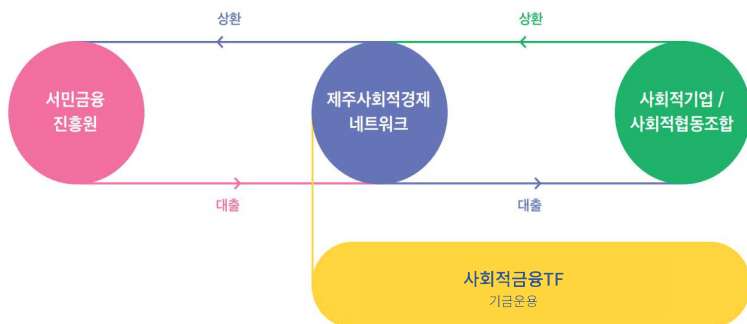 상환
상환
서민금융
진흥원
제주사회적경제
네트워크
사회적기업 /
사회적협동조합
대출
대출
사회적금융TF
기금운용